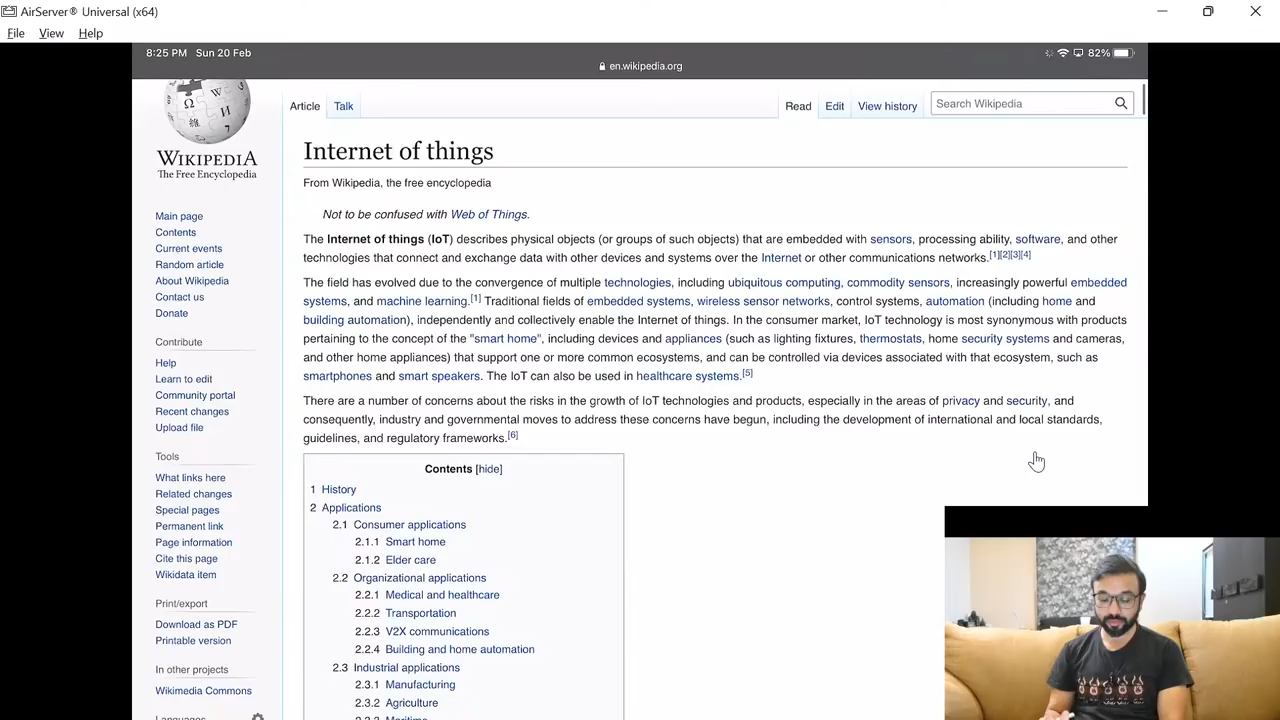 AirServer® Universal (x64)
File View Help
8:25 PM Sun 20 Feb
82%
en.wikipedia.org
WIKIPEDIA
The Free Encyclopedia
Main page
Contents
Current events
Random article
About Wikipedia
Contact us
Donate
Contribute
Help
Learn to edit
Community portal
Recent changes
Upload file
Tools
What links here
Related changes
Special pages
Permanent link
Page information
Cite this page
Wikidata item
Print/export
Download as PDF
Printable version
In other projects
Wikimedia Commons
Languages
Article Talk
Read Edit View history Search Wikipedia
Internet of things
From Wikipedia, the free encyclopedia
Not to be confused with Web of Things.
The Internet of things (IoT) describes physical objects (or groups of such objects) that are embedded with sensors, processing ability, software, and other
technologies that connect and exchange data with other devices and systems over the Internet or other communications networks.[1][2][3][4]
The field has evolved due to the convergence of multiple technologies, including ubiquitous computing, commodity sensors, increasingly powerful embedded
systems, and machine learning.[1] Traditional fields of embedded systems, wireless sensor networks, control systems, automation (including home and
building automation), independently and collectively enable the Internet of things. In the consumer market, IoT technology is most synonymous with products
pertaining to the concept of the "smart home", including devices and appliances (such as lighting fixtures, thermostats, home security systems and cameras,
and other home appliances) that support one or more common ecosystems, and can be controlled via devices associated with that ecosystem, such as
smartphones and smart speakers. The IoT can also be used in healthcare systems.[5]
There are a number of concerns about the risks in the growth of IoT technologies and products, especially in the areas of privacy and security, and
consequently, industry and governmental moves to address these concerns have begun, including the development of international and local standards,
guidelines, and regulatory frameworks.[6]
Contents [hide]
1 History
2 Applications
2.1 Consumer applications
2.1.1 Smart home
2.1.2 Elder care
2.2 Organizational applications
2.2.1 Medical and healthcare
2.2.2 Transportation
2.2.3 V2X communications
2.2.4 Building and home automation
2.3 Industrial applications
2.3.1 Manufacturing
2.3.2 Agriculture
2.3.3 Maritime